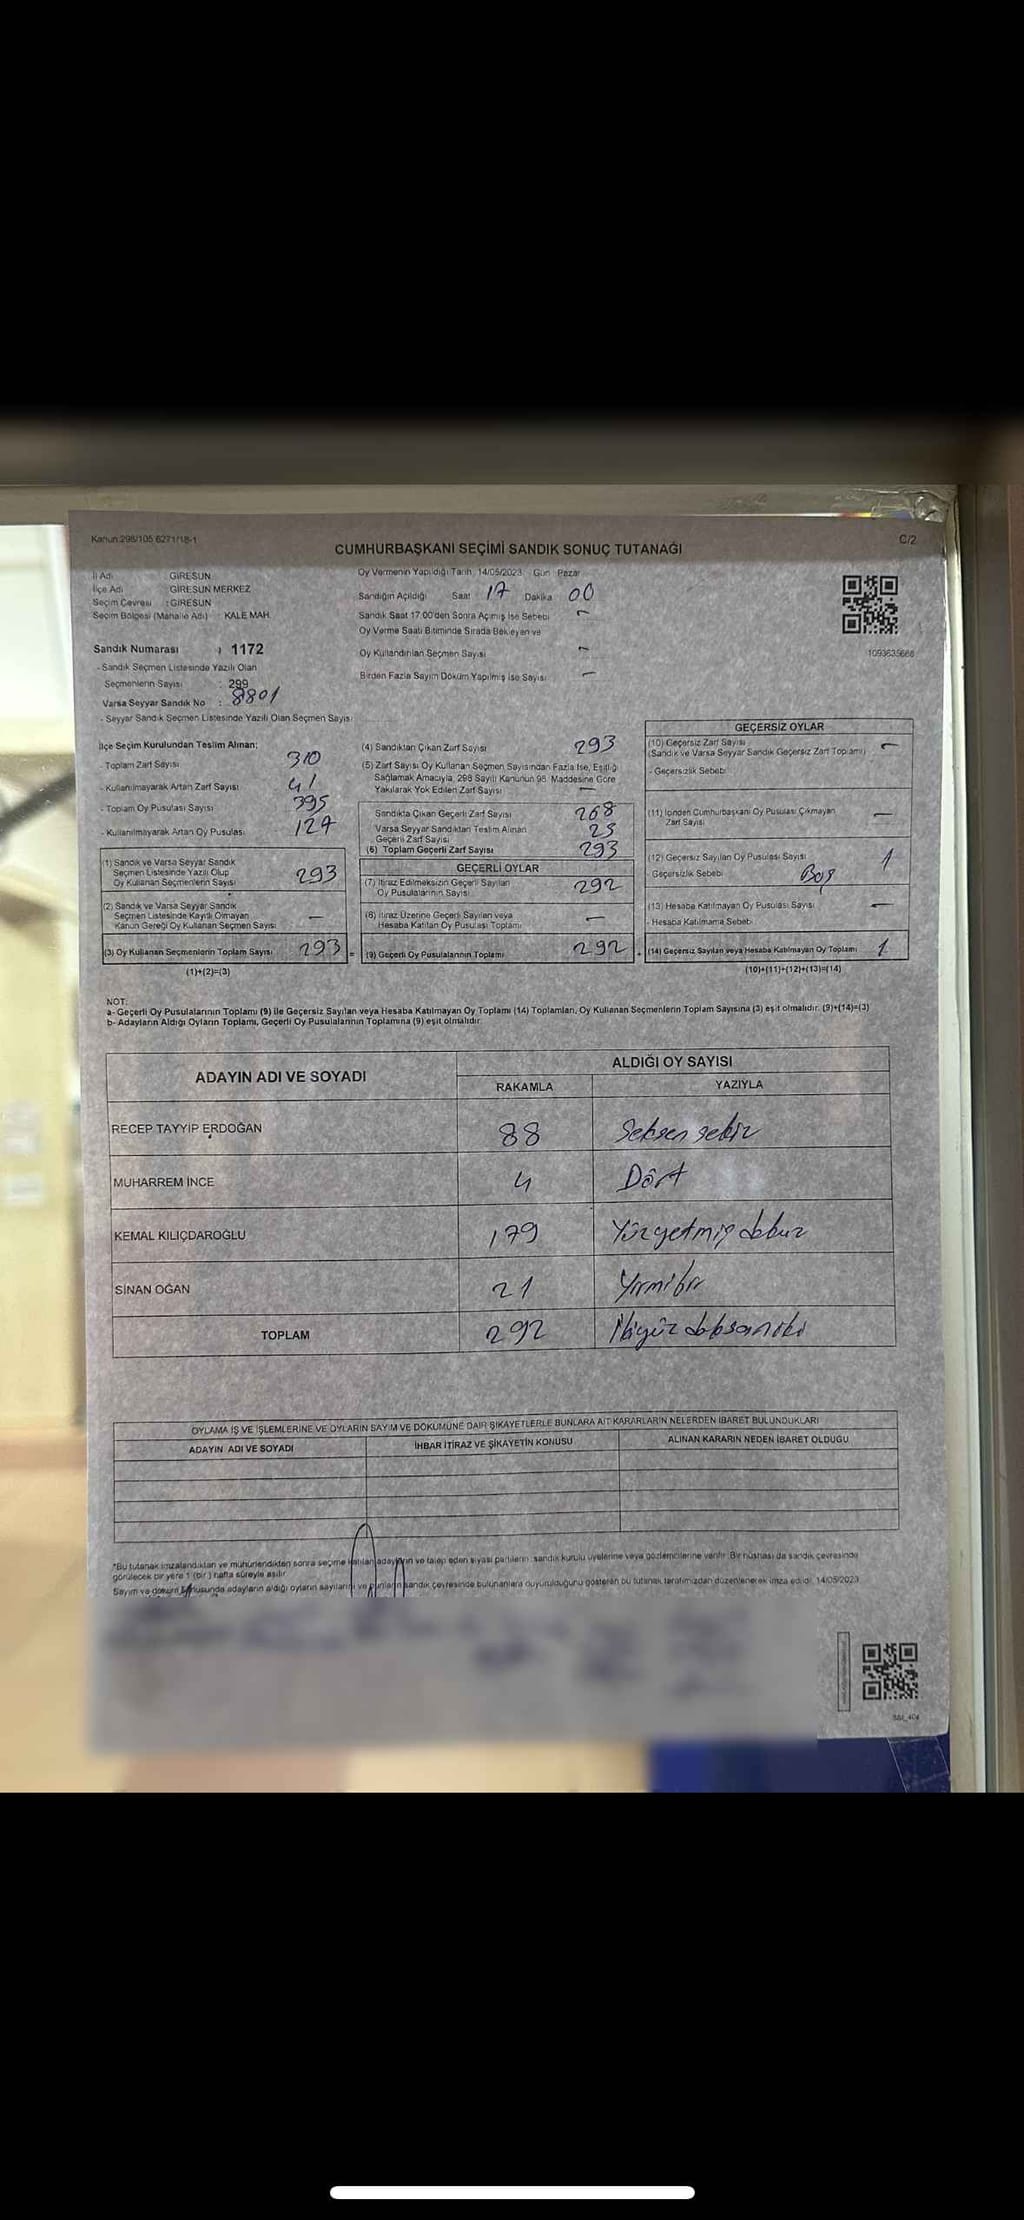 Kanun:298/105 6271/18-1
C/2
CUMHURBAŞKANI SEÇİMİ SANDIK SONUÇ TUTANAĞI
İl Adı GİRESUN
İlçe Adı GİRESUN MERKEZ
Seçim Çevresi : GİRESUN
Seçim Bölgesi (Mahalle Adı) : KALE MAH.
Oy Vermenin Yapıldığı Tarih 14/05/2023 Gün Pazar
Sandığın Açıldığı Saat 17 Dakika 00
Sandık Saat 17:00'den Sonra Açılmış İse Sebebi –
Oy Verme Saati Bitiminde Sırada Bekleyen ve
Oy Kullandırılan Seçmen Sayısı –
Birden Fazla Sayım Döküm Yapılmış İse Sayısı –
1093635668
Sandık Numarası : 1172
- Sandık Seçmen Listesinde Yazılı Olan
Seçmenlerin Sayısı : 299
Varsa Seyyar Sandık No : 8801
- Seyyar Sandık Seçmen Listesinde Yazılı Olan Seçmen Sayısı
İlçe Seçim Kurulundan Teslim Alınan;
- Toplam Zarf Sayısı 310
- Kullanılmayarak Artan Zarf Sayısı 41
- Toplam Oy Pusulası Sayısı 395
- Kullanılmayarak Artan Oy Pusulası 127
(1) Sandık ve Varsa Seyyar Sandık
Seçmen Listesinde Yazılı Olup
Oy Kullanan Seçmenlerin Sayısı 293
(2) Sandık ve Varsa Seyyar Sandık
Seçmen Listesinde Kayıtlı Olmayan
Kanun Gereği Oy Kullanan Seçmen Sayısı –
(3) Oy Kullanan Seçmenlerin Toplam Sayısı 293 =
(1)+(2)=(3)
(4) Sandıktan Çıkan Zarf Sayısı 293
(5) Zarf Sayısı Oy Kullanan Seçmen Sayısından Fazla İse, Eşitliği
Sağlamak Amacıyla, 298 Sayılı Kanunun 98. Maddesine Göre
Yakılarak Yok Edilen Zarf Sayısı –
Sandıkta Çıkan Geçerli Zarf Sayısı 268
Varsa Seyyar Sandıktan Teslim Alınan
Geçerli Zarf Sayısı 25
(6) Toplam Geçerli Zarf Sayısı 293
GEÇERLİ OYLAR
(7) İtiraz Edilmeksizin Geçerli Sayılan
Oy Pusulalarının Sayısı 292
(8) İtiraz Üzerine Geçerli Sayılan veya
Hesaba Katılan Oy Pusulası Toplamı –
(9) Geçerli Oy Pusulalarının Toplamı 292 +
GEÇERSİZ OYLAR
(10) Geçersiz Zarf Sayısı
(Sandık ve Varsa Seyyar Sandık Geçersiz Zarf Toplamı) –
- Geçersizlik Sebebi
(11) İçinden Cumhurbaşkanı Oy Pusulası Çıkmayan
Zarf Sayısı –
(12) Geçersiz Sayılan Oy Pusulası Sayısı 1
- Geçersizlik Sebebi Boş
(13) Hesaba Katılmayan Oy Pusulası Sayısı –
- Hesaba Katılmama Sebebi
(14) Geçersiz Sayılan veya Hesaba Katılmayan Oy Toplamı 1
(10)+(11)+(12)+(13)=(14)
NOT:
a- Geçerli Oy Pusulalarının Toplamı (9) ile Geçersiz Sayılan veya Hesaba Katılmayan Oy Toplamı (14) Toplamları, Oy Kullanan Seçmenlerin Toplam Sayısına (3) eşit olmalıdır. (9)+(14)=(3)
b- Adayların Aldığı Oyların Toplamı, Geçerli Oy Pusulalarının Toplamına (9) eşit olmalıdır.
ADAYIN ADI VE SOYADI
ALDIĞI OY SAYISI
RAKAMLA YAZIYLA
RECEP TAYYİP ERDOĞAN 88 Seksen sekiz
MUHARREM İNCE 4 Dört
KEMAL KILIÇDAROĞLU 179 Yüzyetmiş dokuz
SİNAN OĞAN 21 Yirmibir
TOPLAM 292 İkiyüz doksan iki
OYLAMA İŞ VE İŞLEMLERİNE VE OYLARIN SAYIM VE DÖKÜMÜNE DAİR ŞİKAYETLERLE BUNLARA AİT KARARLARIN NELERDEN İBARET BULUNDUKLARI
ADAYIN ADI VE SOYADI İHBAR İTİRAZ VE ŞİKAYETİN KONUSU ALINAN KARARIN NEDEN İBARET OLDUĞU
*Bu tutanak imzalandıktan ve mühürlendikten sonra seçime katılan adayların ve talep eden siyasi partilerin sandık kurulu üyelerine veya gözlemcilerine verilir. Bir nüshası da sandık çevresinde
görülecek bir yere 1 (bir) hafta süreyle asılır.
Sayım ve döküm konusunda adayların aldığı oyların sayılarını ve bunların sandık çevresinde bulunanlara duyurulduğunu gösteren bu tutanak tarafımızdan düzenlenerek imza edildi. 14/05/2023